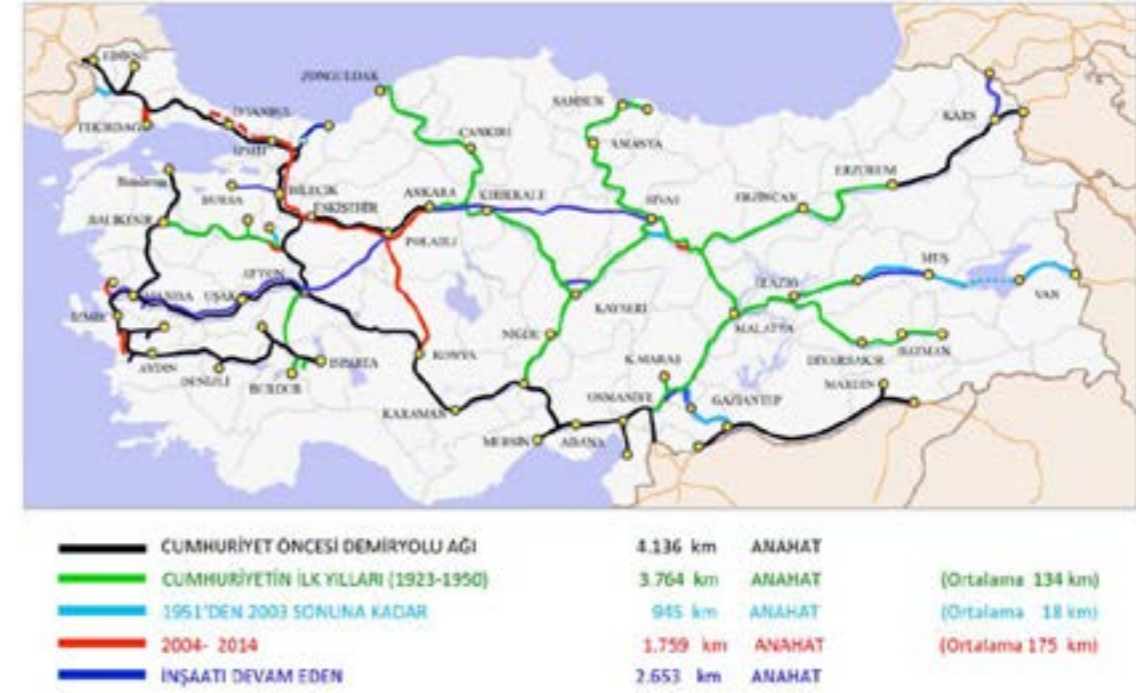 EDİRNE
ZONGULDAK
SAMSUN
İSTANBUL
TEKİRDAĞ
KARS
ÇANKIRI
AMASYA
İZMİT
ERZURUM
Bandırma
BİLECİK
ANKARA
KIRIKKALE
BURSA
SİVAS
ERZİNCAN
ESKİŞEHİR
BALIKESİR
POLATLI
MUŞ
AFYON
ELAZIĞ
MANİSA
UŞAK
VAN
KAYSERİ
İZMİR
MALATYA
NİĞDE
BATMAN
KONYA
DİYARBAKIR
K.MARAŞ
ISPARTA
AYDIN
DENİZLİ
MARDİN
BURDUR
OSMANİYE
GAZİANTEP
KARAMAN
MERSİN
ADANA
CUMHURİYET ÖNCESİ DEMİRYOLU AĞI 4.136 km ANAHAT
CUMHURİYETİN İLK YILLARI (1923-1950) 3.764 km ANAHAT (Ortalama 134 km)
1951'DEN 2003 SONUNA KADAR 945 km ANAHAT (Ortalama 18 km)
2004- 2014 1.759 km ANAHAT (Ortalama 175 km)
İNŞAATI DEVAM EDEN 2.653 km ANAHAT